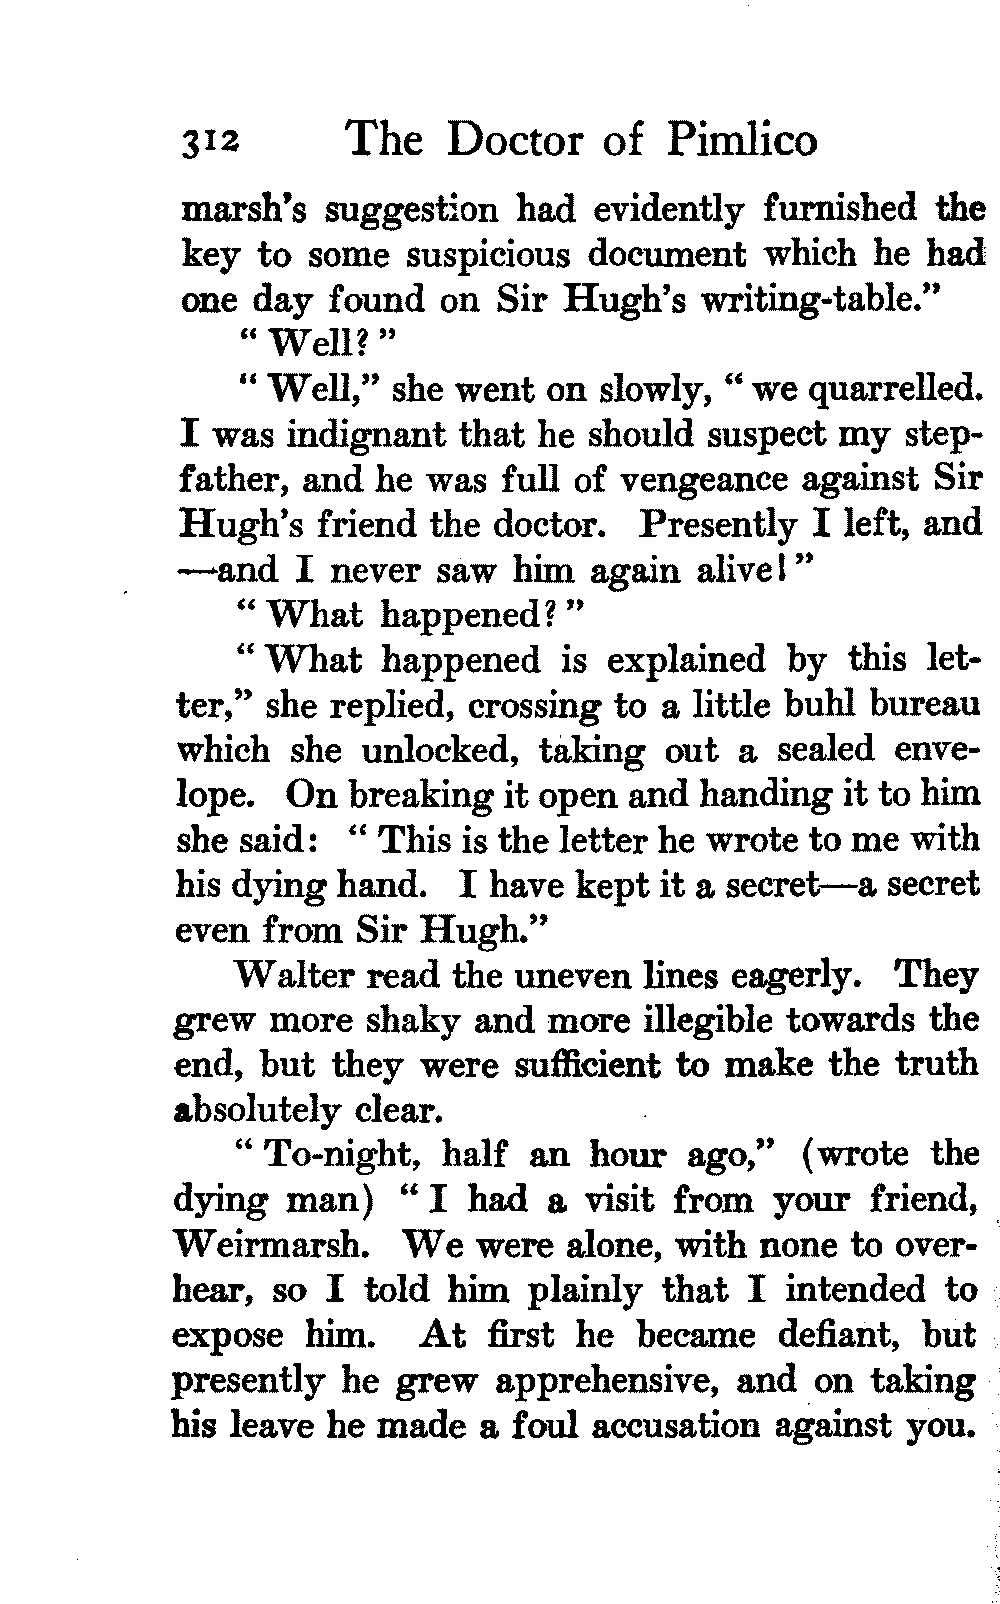 312 The Doctor of Pimlico
marsh's suggestion had evidently furnished the
key to some suspicious document which he had
one day found on Sir Hugh's writing-table."
" Well? "
" Well," she went on slowly, " we quarrelled.
I was indignant that he should suspect my step-
father, and he was full of vengeance against Sir
Hugh's friend the doctor. Presently I left, and
—and I never saw him again alive! "
" What happened? "
" What happened is explained by this let-
ter," she replied, crossing to a little buhl bureau
which she unlocked, taking out a sealed enve-
lope. On breaking it open and handing it to him
she said: " This is the letter he wrote to me with
his dying hand. I have kept it a secret—a secret
even from Sir Hugh."
Walter read the uneven lines eagerly. They
grew more shaky and more illegible towards the
end, but they were sufficient to make the truth
absolutely clear.
" To-night, half an hour ago," (wrote the
dying man) " I had a visit from your friend,
Weirmarsh. We were alone, with none to over-
hear, so I told him plainly that I intended to
expose him. At first he became defiant, but
presently he grew apprehensive, and on taking
his leave he made a foul accusation against you.